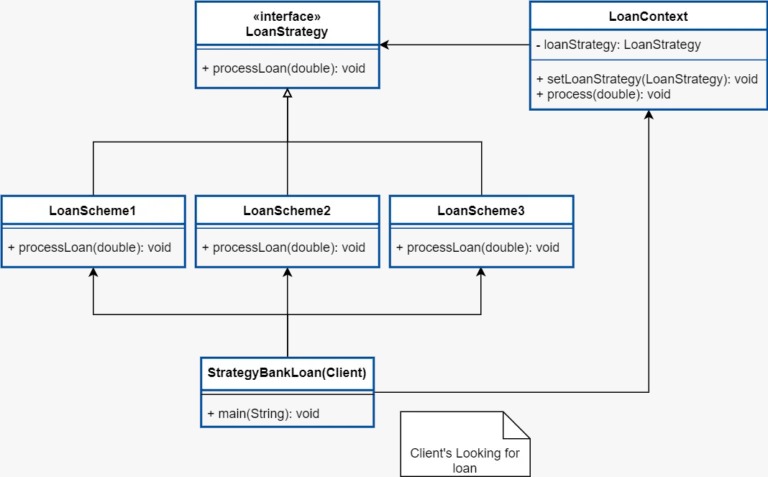 «interface»
LoanStrategy
+ processLoan(double): void
LoanContext
- loanStrategy: LoanStrategy
+ setLoanStrategy(LoanStrategy): void
+ process(double): void
LoanScheme1
+ processLoan(double): void
LoanScheme2
+ processLoan(double): void
LoanScheme3
+ processLoan(double): void
StrategyBankLoan(Client)
+ main(String): void
Client's Looking for
loan